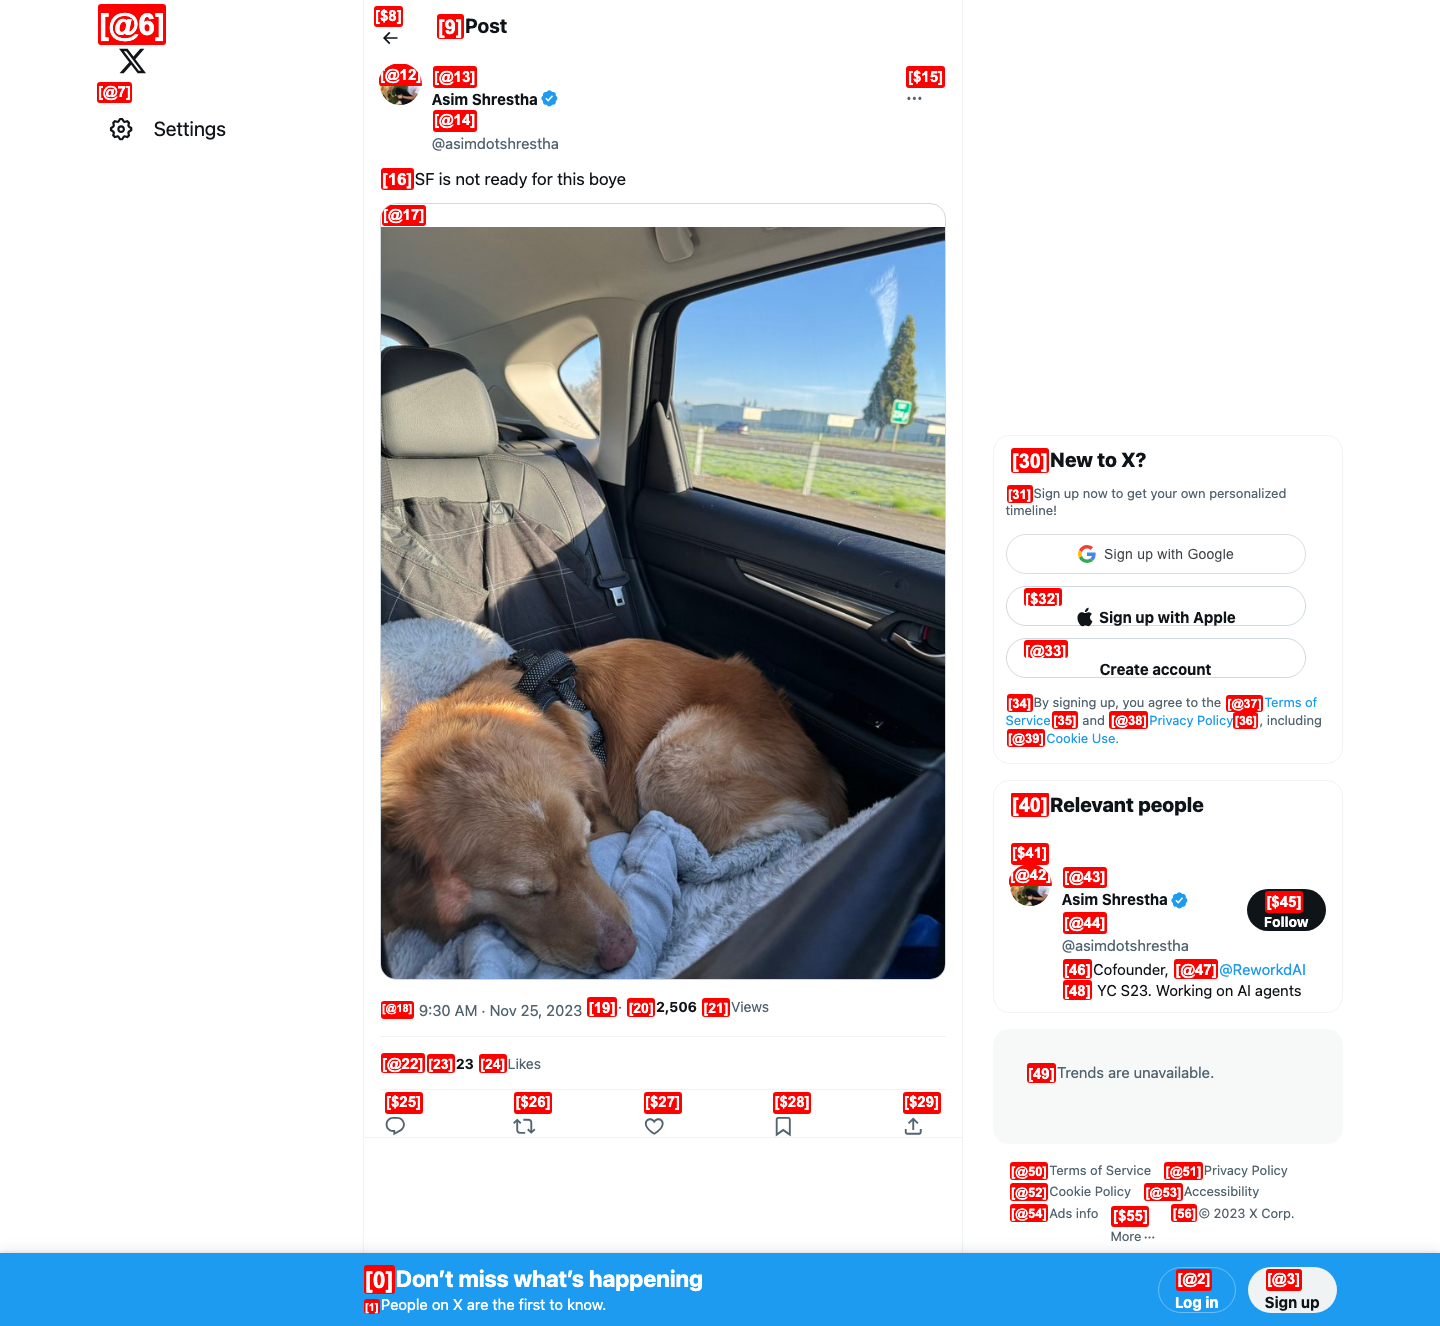 [@6]
[@7]
Settings
[$8]
[9]Post
[@12] [@13] [$15]
Asim Shrestha
[@14]
@asimdotshrestha
[16]SF is not ready for this boye
[@17]
[@18] 9:30 AM · Nov 25, 2023 [19]· [20]2,506 [21]Views
[@22][23]23 [24]Likes
[$25] [$26] [$27] [$28] [$29]
[30]New to X?
[31]Sign up now to get your own personalized
timeline!
Sign up with Google
[$32]
Sign up with Apple
[@33]
Create account
[34]By signing up, you agree to the [@37]Terms of
Service[35] and [@38]Privacy Policy[36], including
[@39]Cookie Use.
[40]Relevant people
[$41]
[@42] [@43]
Asim Shrestha
[@44]
@asimdotshrestha
[$45]
Follow
[46]Cofounder, [@47]@ReworkdAI
[48] YC S23. Working on AI agents
[49]Trends are unavailable.
[@50]Terms of Service [@51]Privacy Policy
[@52]Cookie Policy [@53]Accessibility
[@54]Ads info [$55] [56]© 2023 X Corp.
More ···
[0]Don’t miss what’s happening
[1]People on X are the first to know.
[@2]
Log in
[@3]
Sign up